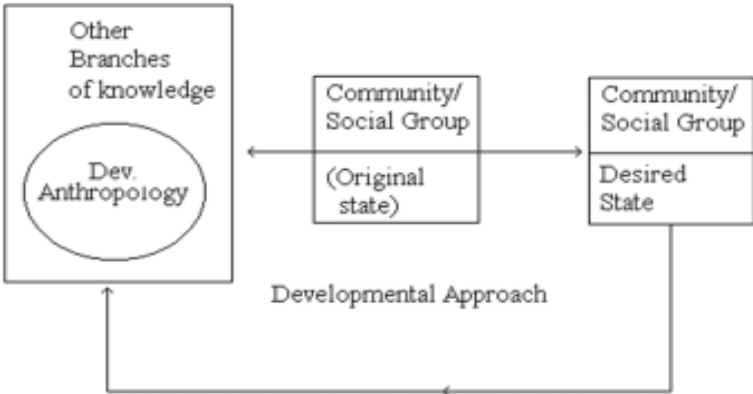 Other
Branches
of knowledge
Dev.
Anthropology
Community/
Social Group
(Original
state)
Community/
Social Group
Desired
State
Developmental Approach